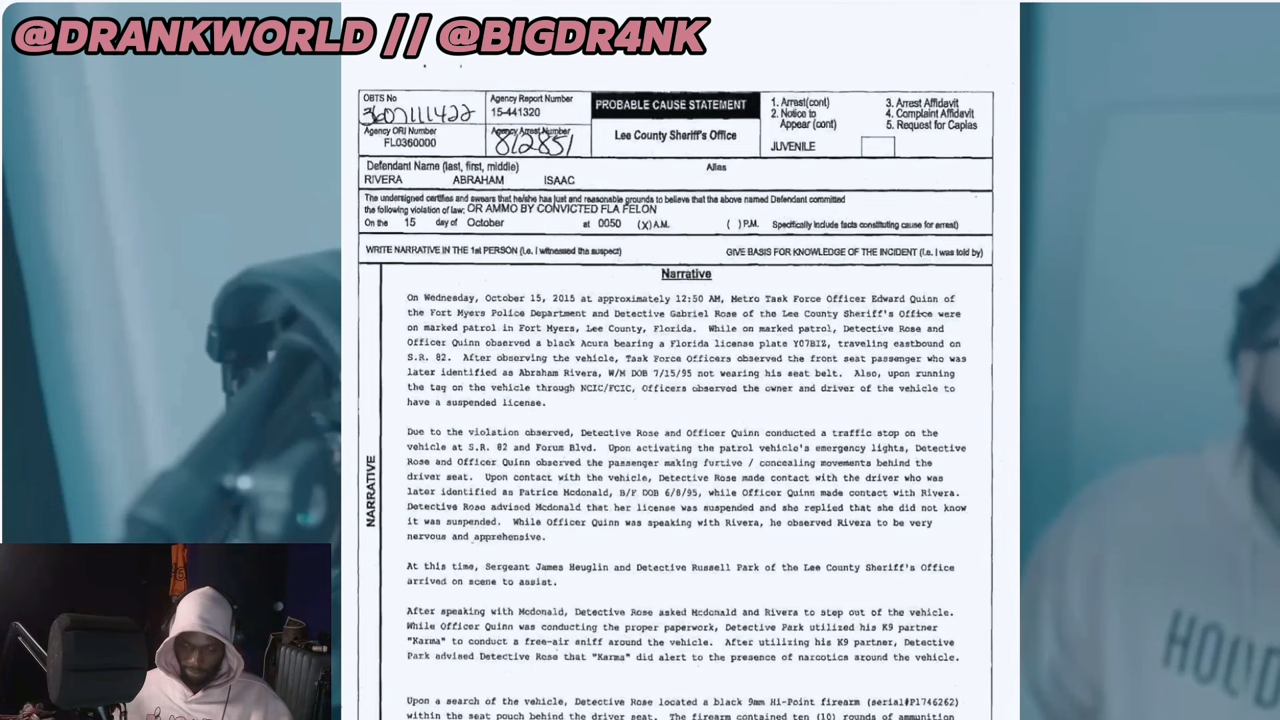 @DRANKWORLD // @BIGDR4NK
OBTS No
3607111422
Agency Report Number
15-441320
PROBABLE CAUSE STATEMENT
1. Arrest(cont)
2. Notice to
Appear (cont)
3. Arrest Affidavit
4. Complaint Affidavit
5. Request for Capias
Agency ORI Number
FL0360000
Agency Arrest Number
812851
Lee County Sheriff's Office
JUVENILE
Defendant Name (last, first, middle)
Alias
RIVERA ABRAHAM ISAAC
The undersigned certifies and swears that he/she has just and reasonable grounds to believe that the above named Defendant committed
the following violation of law: OR AMMO BY CONVICTED FLA FELON
On the 15 day of October at 0050 (X) A.M. ( ) P.M. Specifically include facts constituting cause for arrest)
WRITE NARRATIVE IN THE 1st PERSON (i.e. I witnessed the suspect) GIVE BASIS FOR KNOWLEDGE OF THE INCIDENT (i.e. I was told by)
Narrative
NARRATIVE
On Wednesday, October 15, 2015 at approximately 12:50 AM, Metro Task Force Officer Edward Quinn of
the Fort Myers Police Department and Detective Gabriel Rose of the Lee County Sheriff's Office were
on marked patrol in Fort Myers, Lee County, Florida. While on marked patrol, Detective Rose and
Officer Quinn observed a black Acura bearing a Florida license plate Y07BIZ, traveling eastbound on
S.R. 82. After observing the vehicle, Task Force Officers observed the front seat passenger who was
later identified as Abraham Rivera, W/M DOB 7/15/95 not wearing his seat belt. Also, upon running
the tag on the vehicle through NCIC/FCIC, Officers observed the owner and driver of the vehicle to
have a suspended license.
Due to the violation observed, Detective Rose and Officer Quinn conducted a traffic stop on the
vehicle at S.R. 82 and Forum Blvd. Upon activating the patrol vehicle's emergency lights, Detective
Rose and Officer Quinn observed the passenger making furtive / concealing movements behind the
driver seat. Upon contact with the vehicle, Detective Rose made contact with the driver who was
later identified as Patrice Mcdonald, B/F DOB 6/8/95, while Officer Quinn made contact with Rivera.
Detective Rose advised Mcdonald that her license was suspended and she replied that she did not know
it was suspended. While Officer Quinn was speaking with Rivera, he observed Rivera to be very
nervous and apprehensive.
At this time, Sergeant James Heuglin and Detective Russell Park of the Lee County Sheriff's Office
arrived on scene to assist.
After speaking with Mcdonald, Detective Rose asked Mcdonald and Rivera to step out of the vehicle.
While Officer Quinn was conducting the proper paperwork, Detective Park utilized his K9 partner
"Karma" to conduct a free-air sniff around the vehicle. After utilizing his K9 partner, Detective
Park advised Detective Rose that "Karma" did alert to the presence of narcotics around the vehicle.
Upon a search of the vehicle, Detective Rose located a black 9mm Hi-Point firearm (serial#P1746262)
within the seat pouch behind the driver seat. The firearm contained ten (10) rounds of ammunition